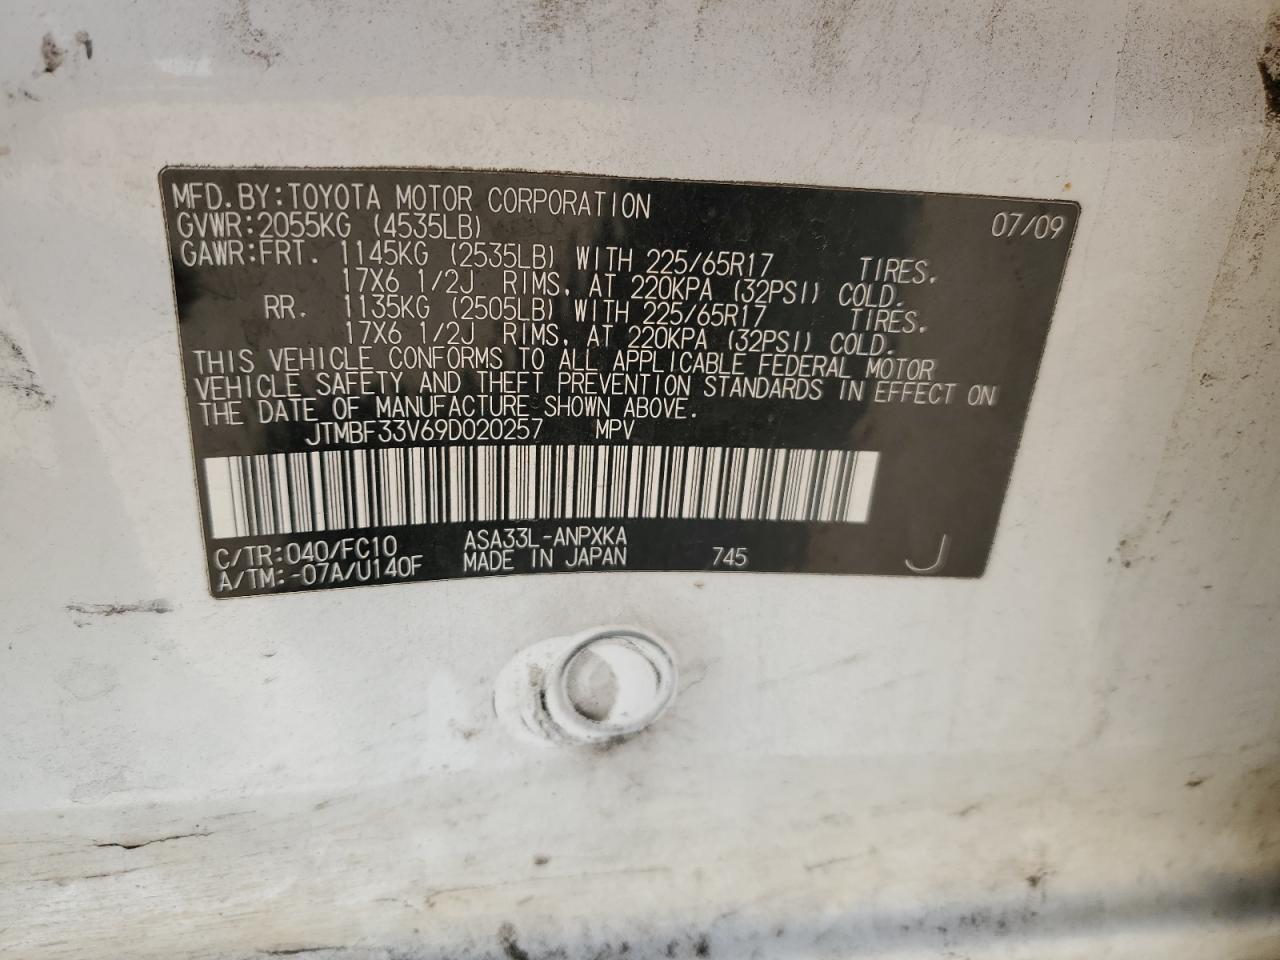 MFD.BY:TOYOTA MOTOR CORPORATION 07/09
GVWR:2055KG (4535LB)
GAWR:FRT. 1145KG (2535LB) WITH 225/65R17 TIRES.
17X6 1/2J RIMS, AT 220KPA (32PSI) COLD.
RR. 1135KG (2505LB) WITH 225/65R17 TIRES.
17X6 1/2J RIMS, AT 220KPA (32PSI) COLD.
THIS VEHICLE CONFORMS TO ALL APPLICABLE FEDERAL MOTOR
VEHICLE SAFETY AND THEFT PREVENTION STANDARDS IN EFFECT ON
THE DATE OF MANUFACTURE SHOWN ABOVE.
JTMBF33V69D020257 MPV
C/TR:040/FC10 ASA33L-ANPXKA
A/TM:-07A/U140F MADE IN JAPAN 745 J